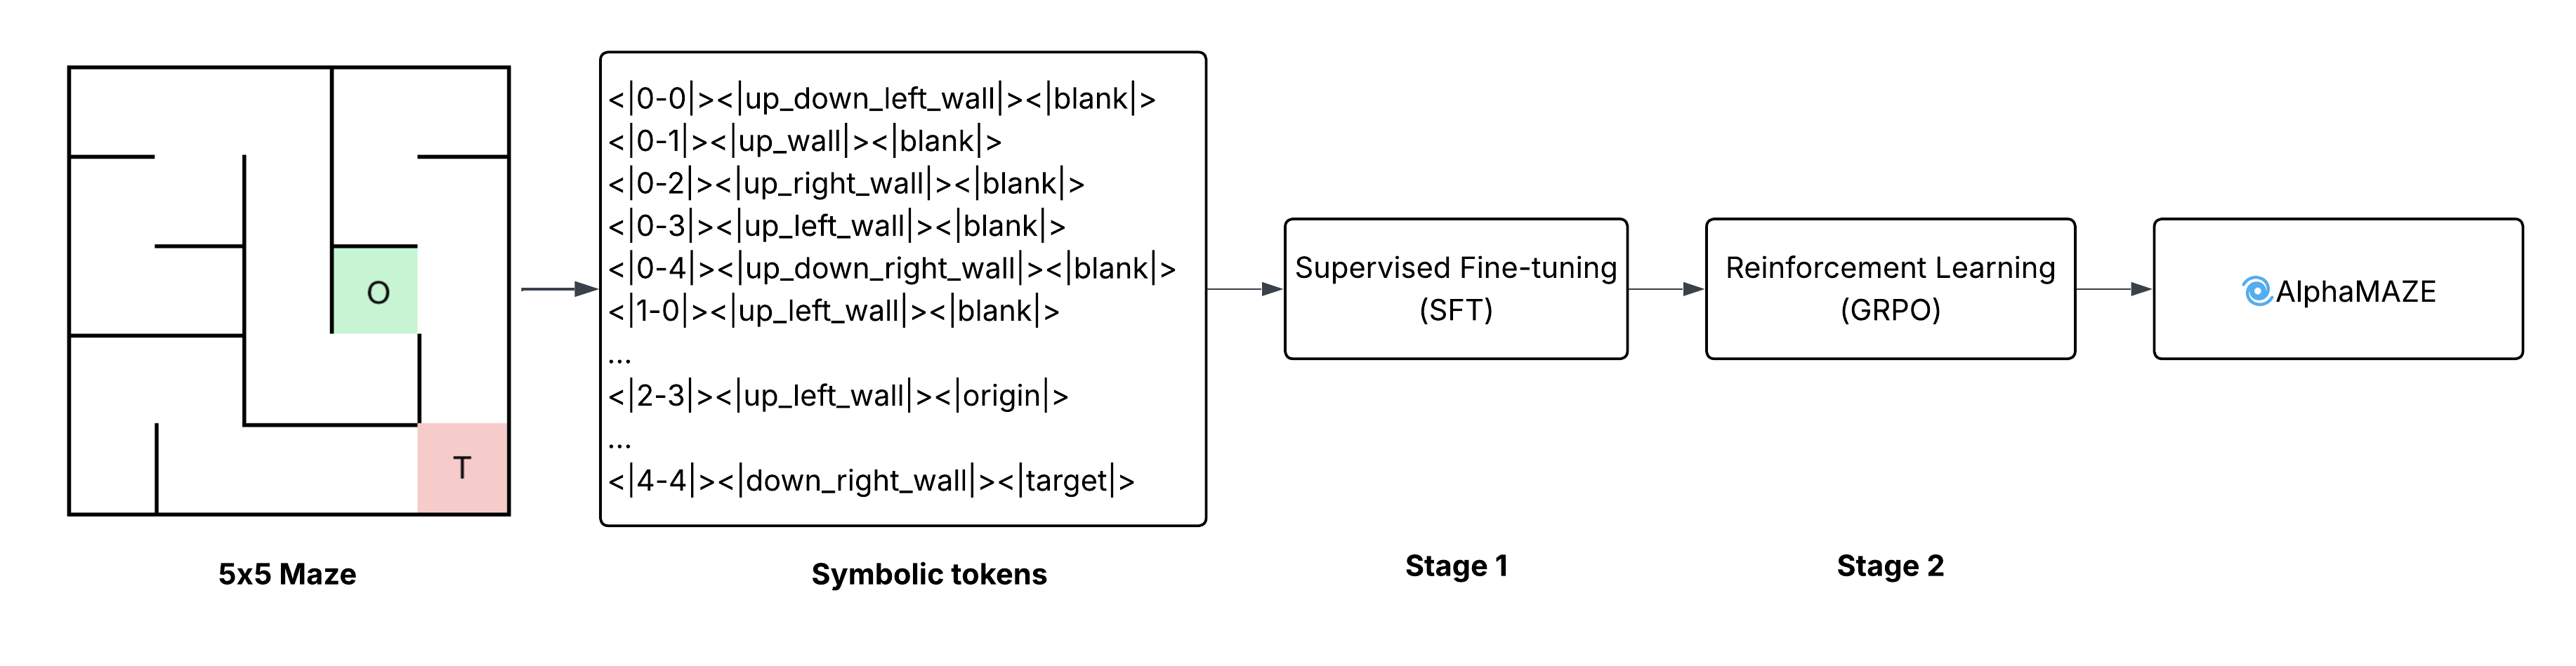 O
T
5x5 Maze
<|0-0|><|up_down_left_wall|><|blank|>
<|0-1|><|up_wall|><|blank|>
<|0-2|><|up_right_wall|><|blank|>
<|0-3|><|up_left_wall|><|blank|>
<|0-4|><|up_down_right_wall|><|blank|>
<|1-0|><|up_left_wall|><|blank|>
...
<|2-3|><|up_left_wall|><|origin|>
...
<|4-4|><|down_right_wall|><|target|>
Symbolic tokens
Supervised Fine-tuning
(SFT)
Stage 1
Reinforcement Learning
(GRPO)
Stage 2
AlphaMAZE